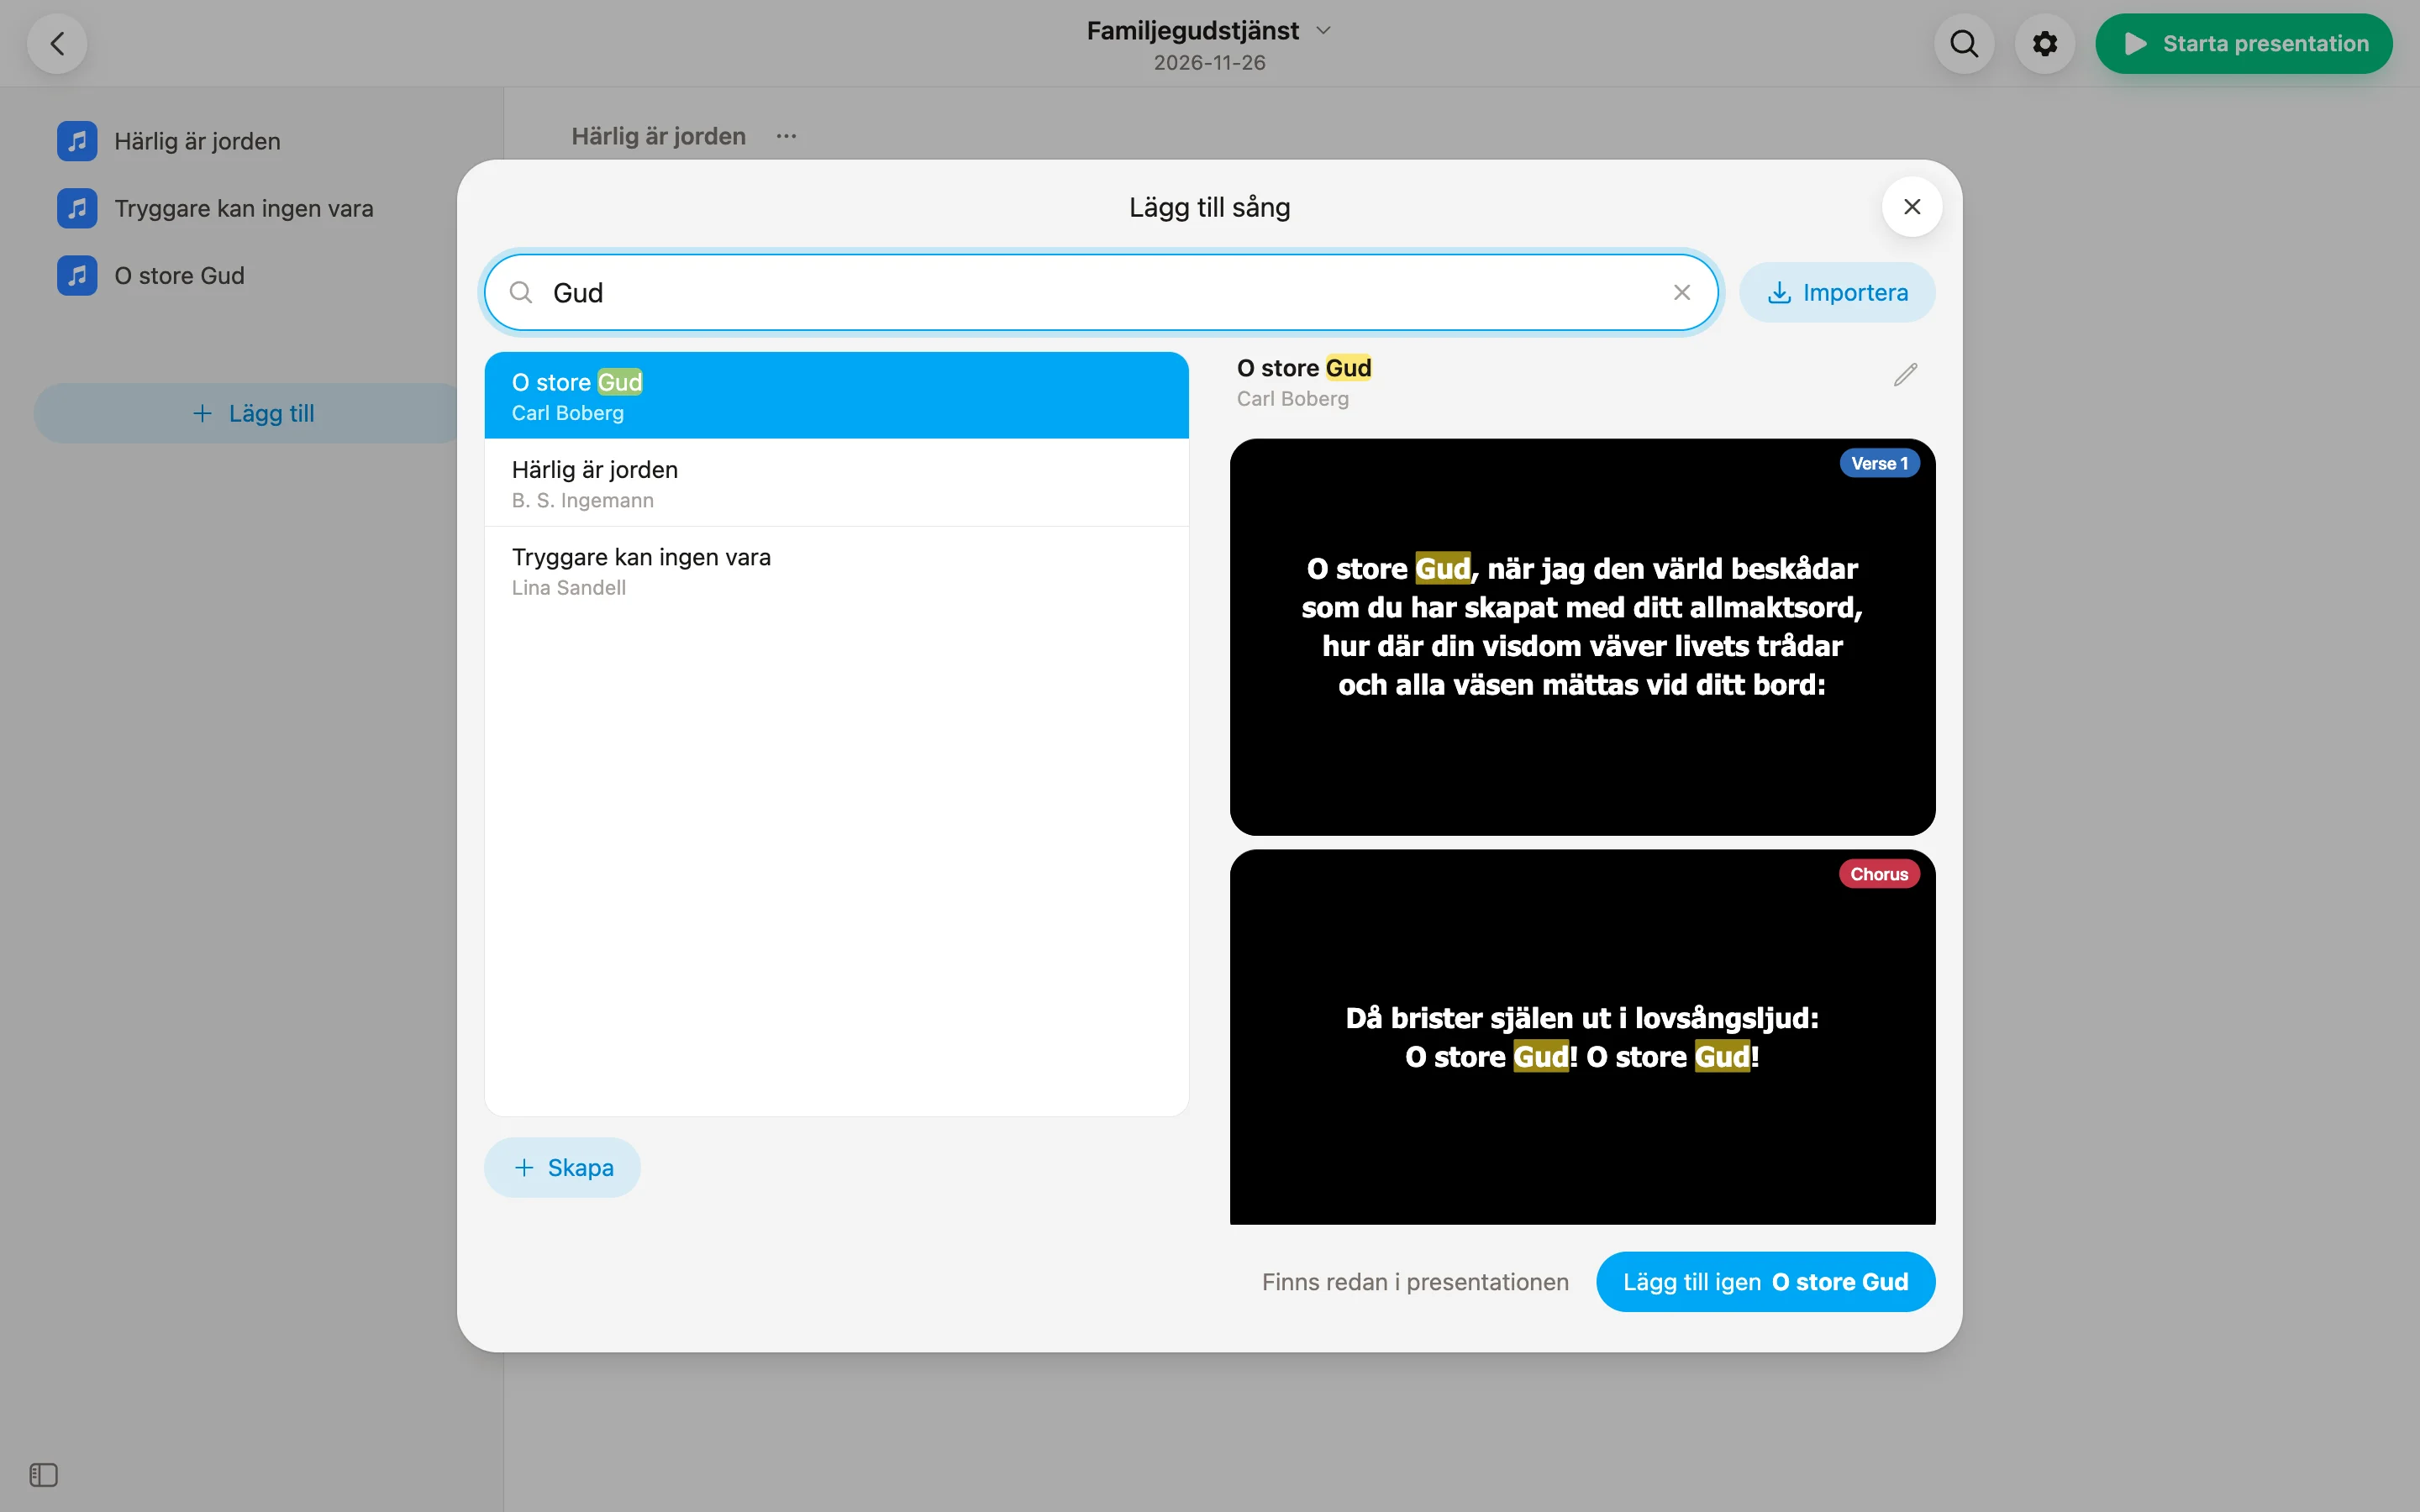 Familjegudstjänst
2026-11-26
Starta presentation
Härlig är jorden
Tryggare kan ingen vara
O store Gud
Lägg till
Härlig är jorden
Lägg till sång
Gud
Importera
O store Gud
Carl Boberg
Härlig är jorden
B. S. Ingemann
Tryggare kan ingen vara
Lina Sandell
Skapa
O store Gud
Carl Boberg
Verse 1
O store Gud, när jag den värld beskådar
som du har skapat med ditt allmaktsord,
hur där din visdom väver livets trådar
och alla väsen mättas vid ditt bord:
Chorus
Då brister själen ut i lovsångsljud:
O store Gud! O store Gud!
Finns redan i presentationen
Lägg till igen O store Gud